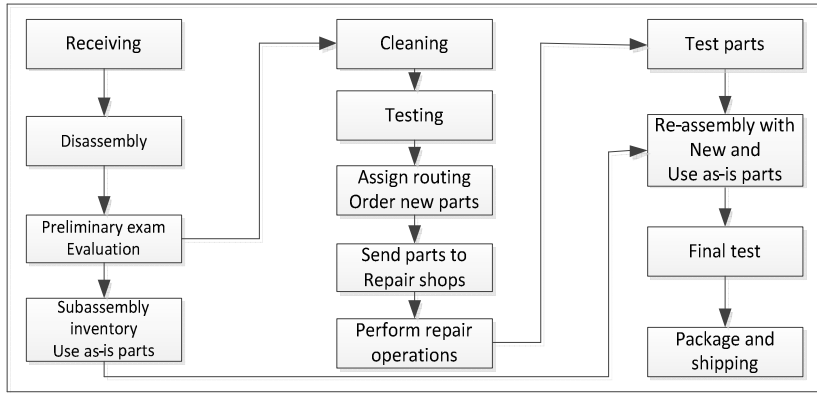 Receiving
Disassembly
Preliminary exam
Evaluation
Subassembly
inventory
Use as-is parts
Cleaning
Testing
Assign routing
Order new parts
Send parts to
Repair shops
Perform repair
operations
Test parts
Re-assembly with
New and
Use as-is parts
Final test
Package and
shipping